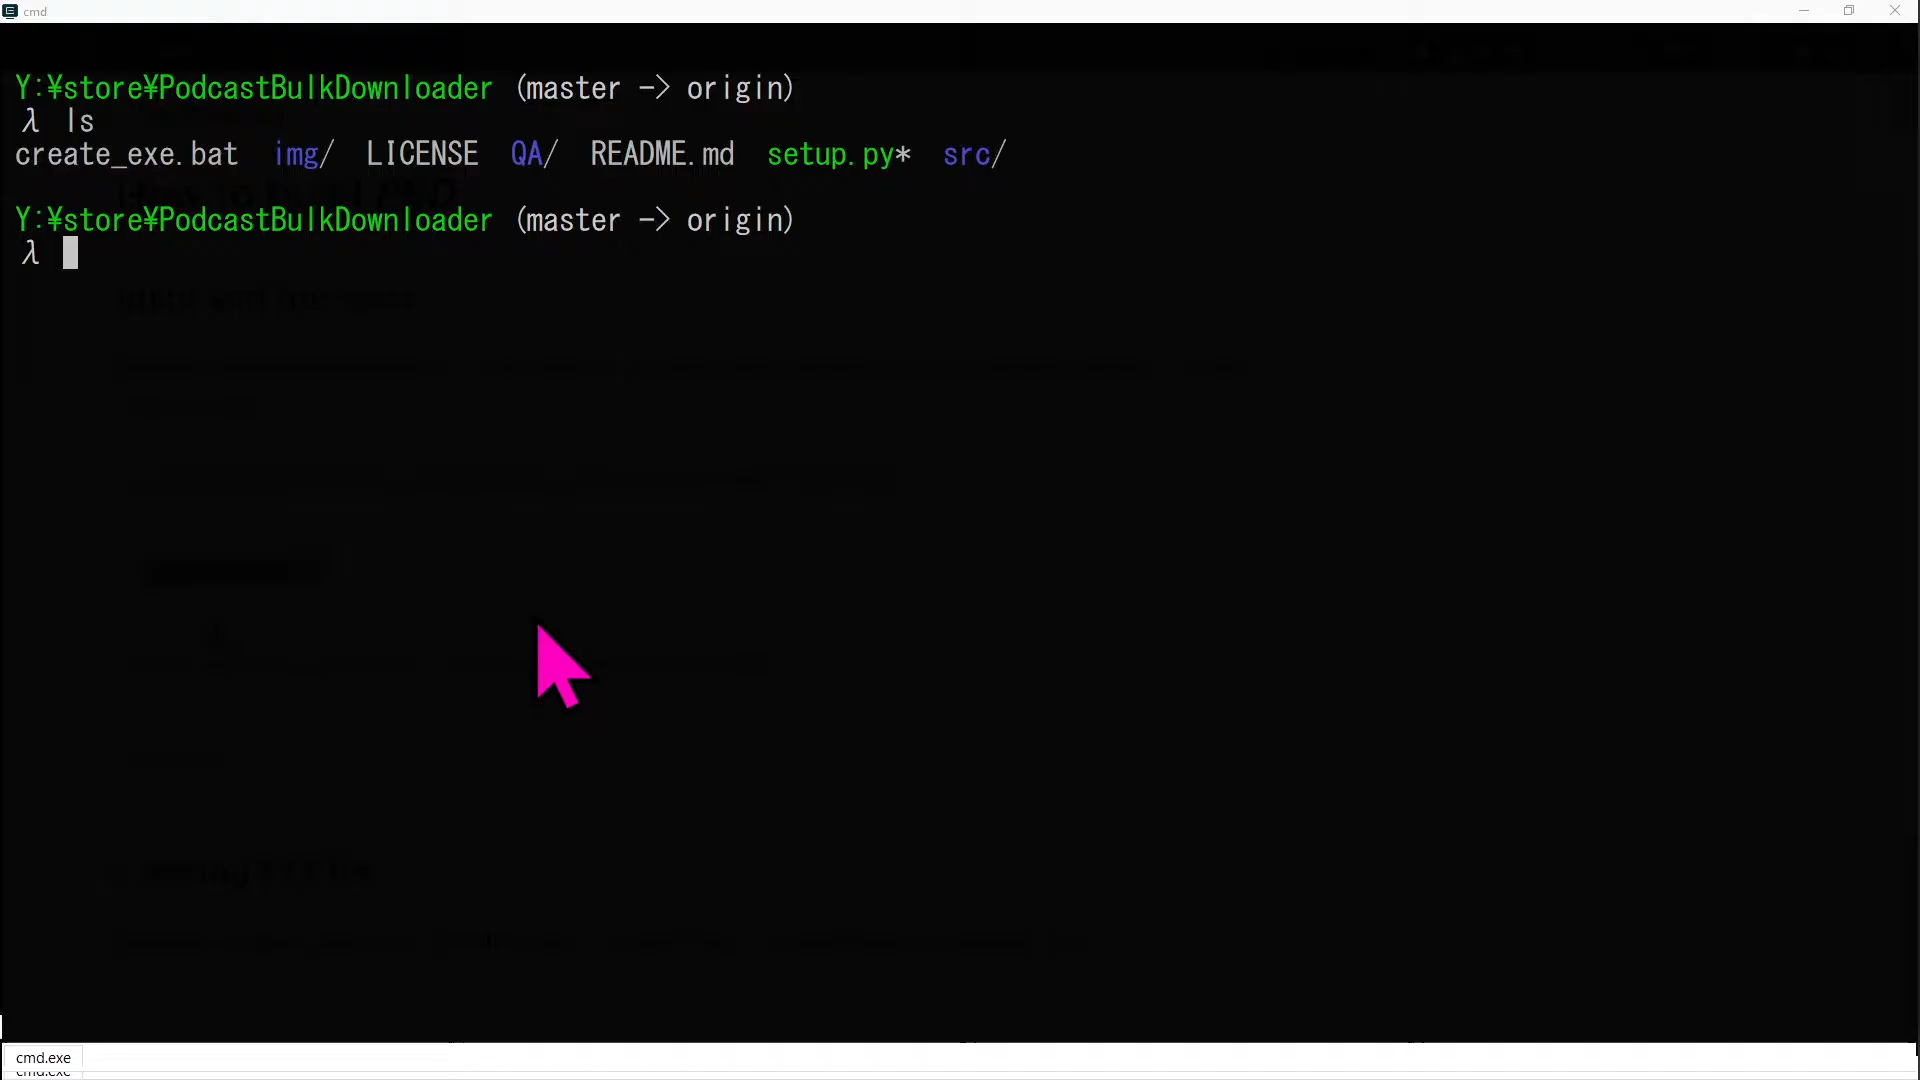 cmd
Y:¥store¥PodcastBulkDownloader (master -> origin)
λ ls
create_exe.bat img/ LICENSE QA/ README.md setup.py* src/
Y:¥store¥PodcastBulkDownloader (master -> origin)
λ
cmd.exe
cmd.exe